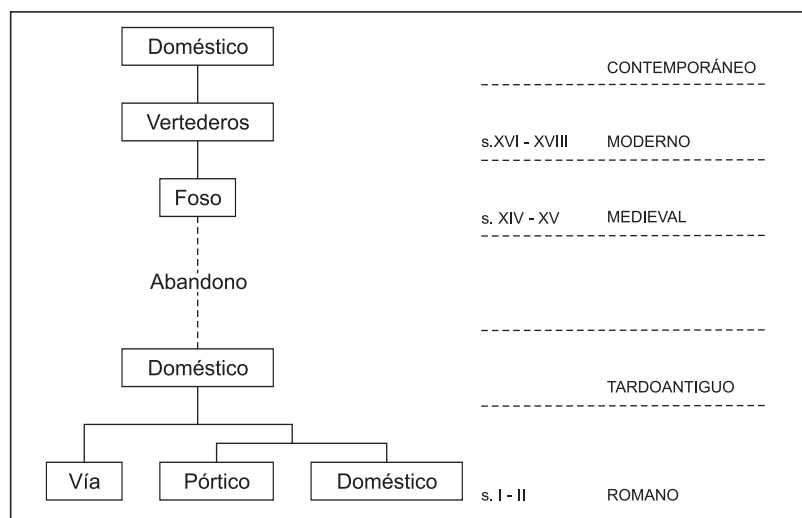 Doméstico
CONTEMPORÁNEO
Vertederos
s.XVI - XVIII MODERNO
Foso
s. XIV - XV MEDIEVAL
Abandono
Doméstico
TARDOANTIGUO
Vía Pórtico Doméstico
s. I - II ROMANO